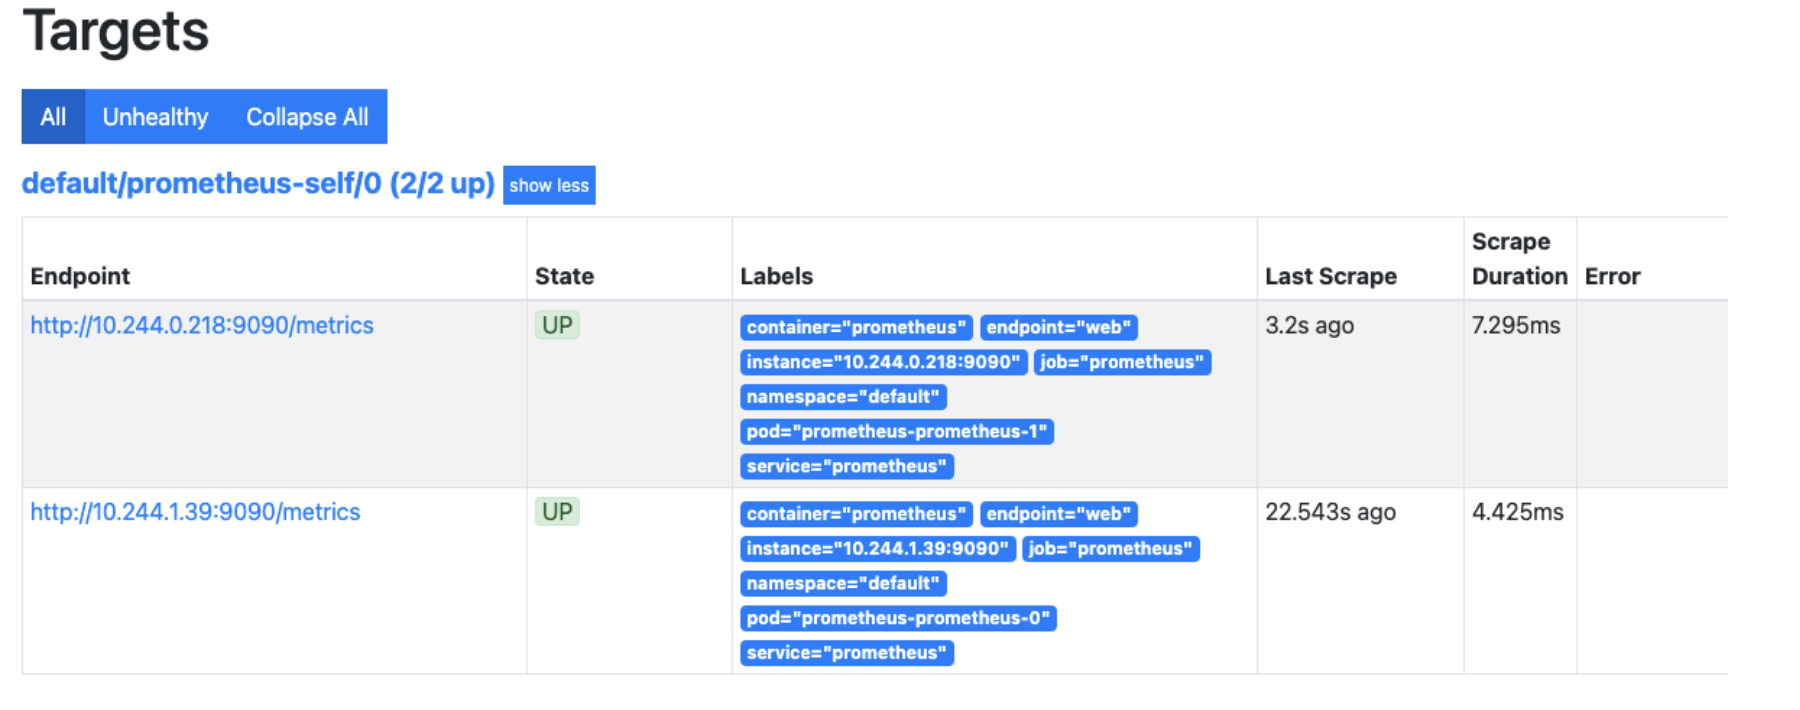 Targets
All Unhealthy Collapse All
default/prometheus-self/0 (2/2 up) show less
Endpoint State Labels Last Scrape Scrape Duration Error
http://10.244.0.218:9090/metrics UP container="prometheus" endpoint="web" 3.2s ago 7.295ms
instance="10.244.0.218:9090" job="prometheus"
namespace="default"
pod="prometheus-prometheus-1"
service="prometheus"
http://10.244.1.39:9090/metrics UP container="prometheus" endpoint="web" 22.543s ago 4.425ms
instance="10.244.1.39:9090" job="prometheus"
namespace="default"
pod="prometheus-prometheus-0"
service="prometheus"